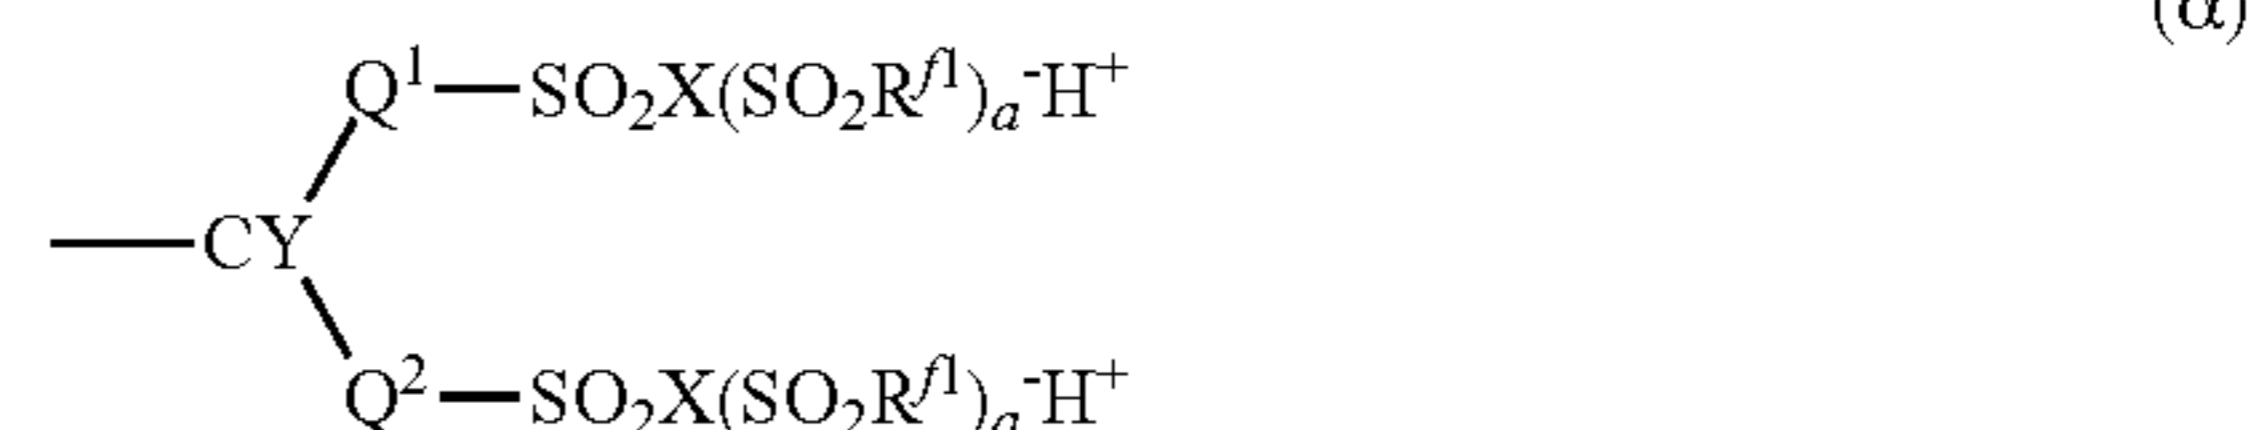 (α)
Q¹—SO₂X(SO₂Rᶠ¹)ₐ⁻H⁺
—CY
Q²—SO₂X(SO₂Rᶠ¹)ₐ⁻H⁺